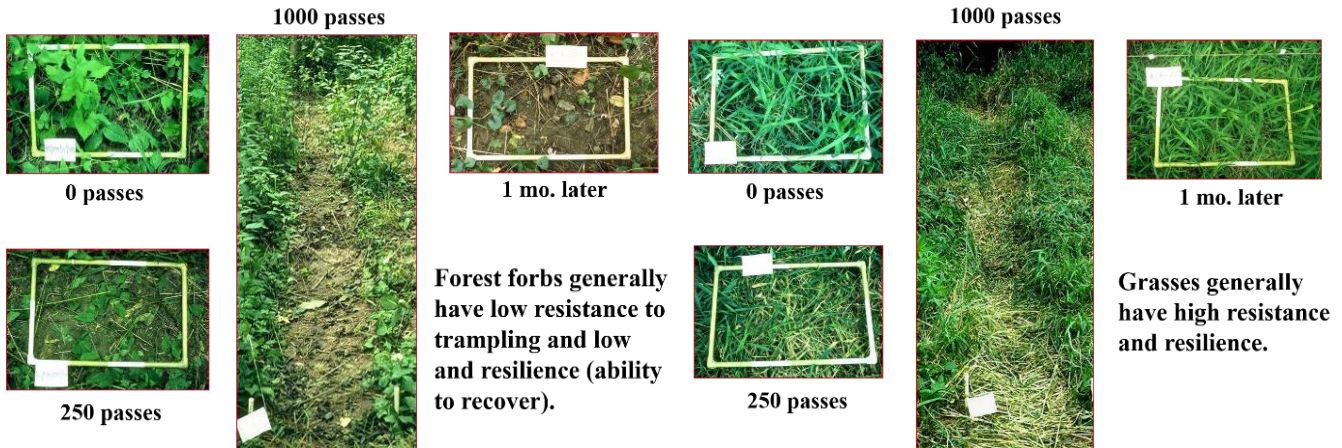 1000 passes
0 passes
1 mo. later
250 passes
Forest forbs generally
have low resistance to
trampling and low
and resilience (ability
to recover).
1000 passes
0 passes
1 mo. later
250 passes
Grasses generally
have high resistance
and resilience.